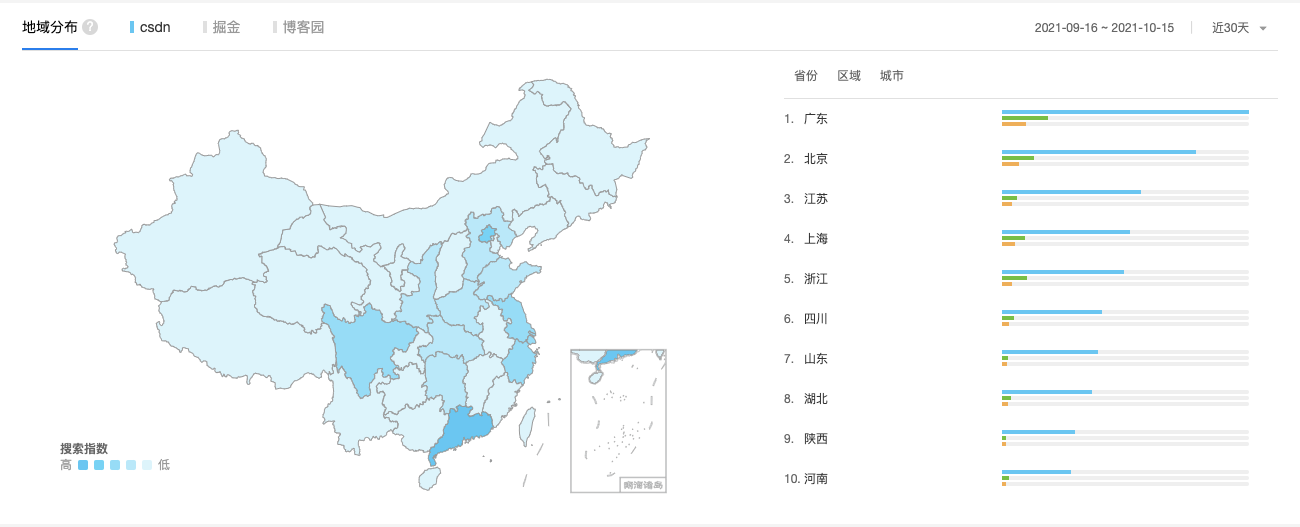 地域分布 ? csdn 掘金 博客园 2021-09-16 ~ 2021-10-15 近30天
省份 区域 城市
1. 广东
2. 北京
3. 江苏
4. 上海
5. 浙江
6. 四川
7. 山东
8. 湖北
9. 陕西
10. 河南
搜索指数
高 低
南海诸岛